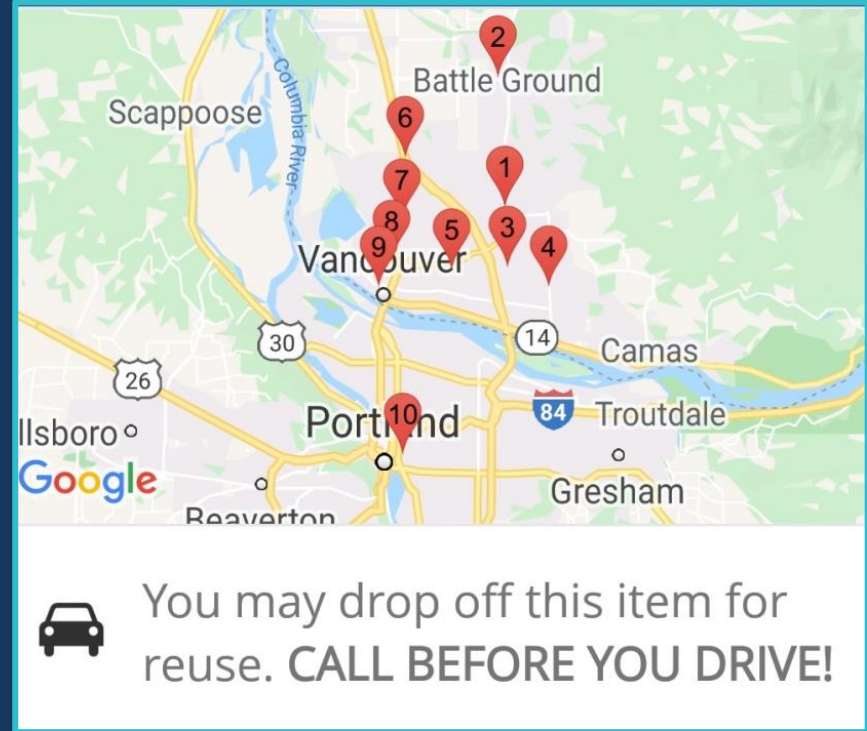 2
Battle Ground
Scappoose
Columbia River
6
1
7
8
5
3
9
4
Vancouver
30
14
Camas
26
10
84
Troutdale
Portland
llsboro
Google
Gresham
Beaverton
You may drop off this item for
reuse. CALL BEFORE YOU DRIVE!